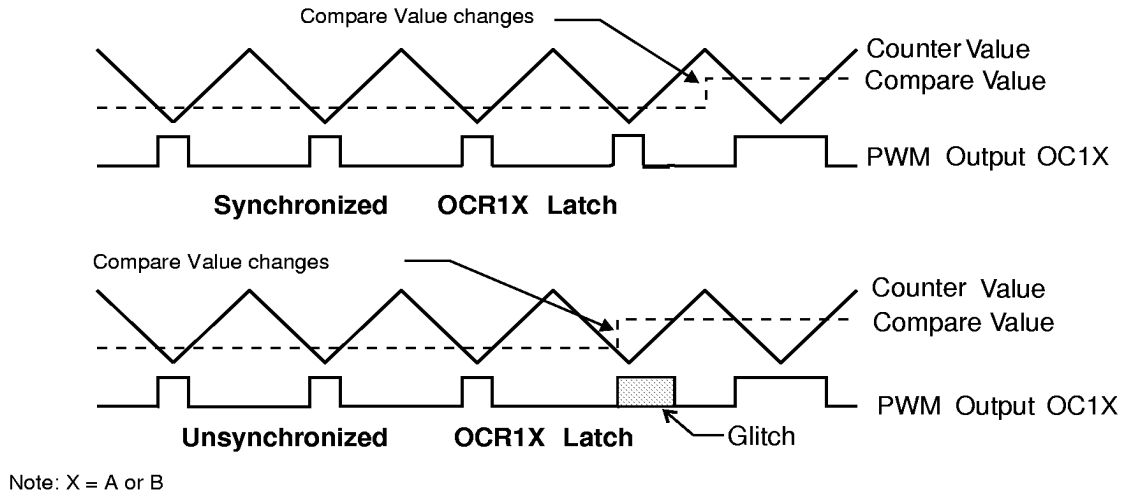 Compare Value changes
Counter Value
Compare Value
PWM Output OC1X
Synchronized OCR1X Latch
Compare Value changes
Counter Value
Compare Value
PWM Output OC1X
Unsynchronized OCR1X Latch
Glitch
Note: X = A or B